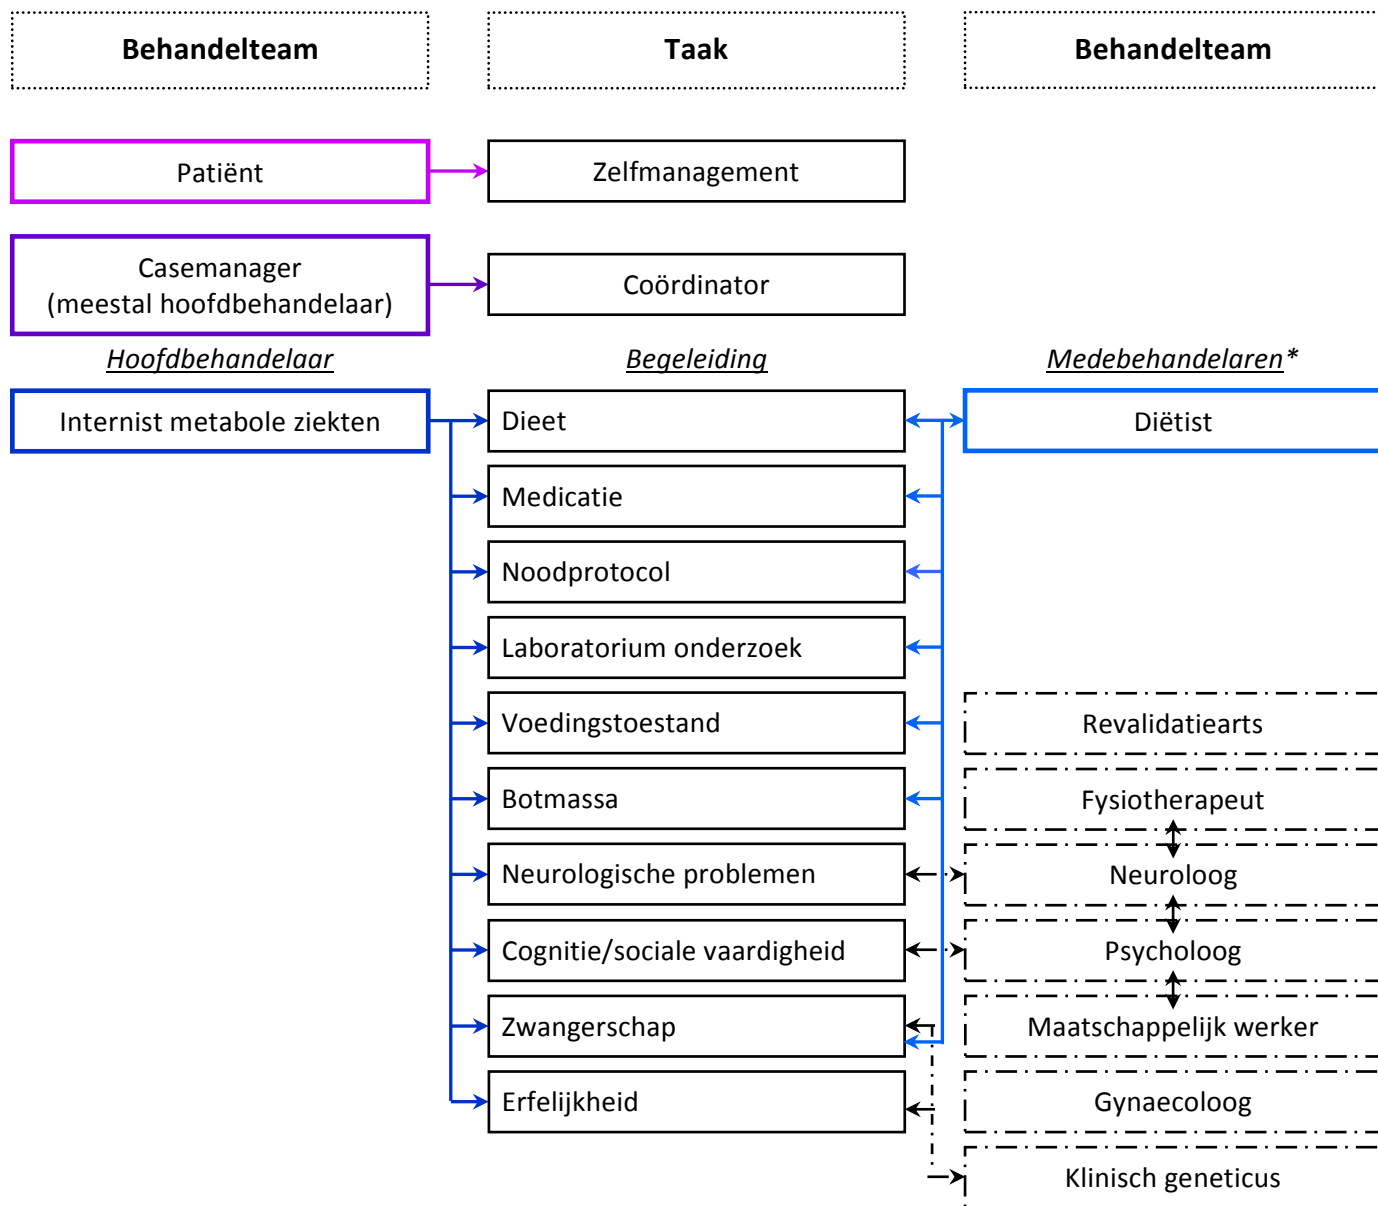 Behandelteam
Taak
Behandelteam
Patiënt
Zelfmanagement
Casemanager
(meestal hoofdbehandelaar)
Coördinator
Hoofdbehandelaar
Begeleiding
Medebehandelaren*
Internist metabole ziekten
Dieet
Diëtist
Medicatie
Noodprotocol
Laboratorium onderzoek
Voedingstoestand
Revalidatiearts
Botmassa
Fysiotherapeut
Neurologische problemen
Neuroloog
Cognitie/sociale vaardigheid
Psycholoog
Zwangerschap
Maatschappelijk werker
Erfelijkheid
Gynaecoloog
Klinisch geneticus